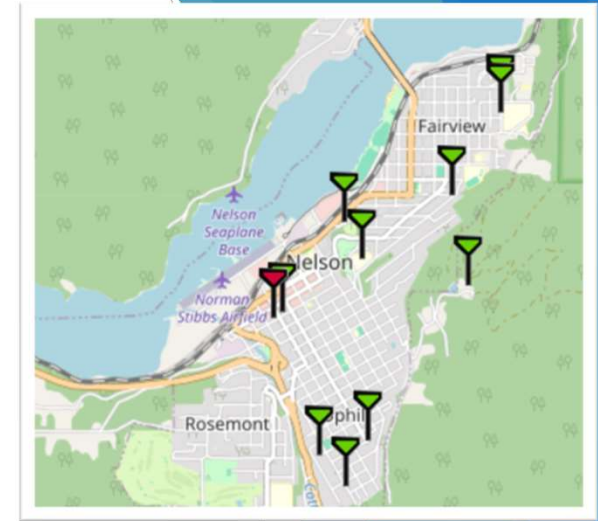 Fairview
Nelson
Seaplane
Base
Nelson
Norman
Stibbs Airfield
Rosemont